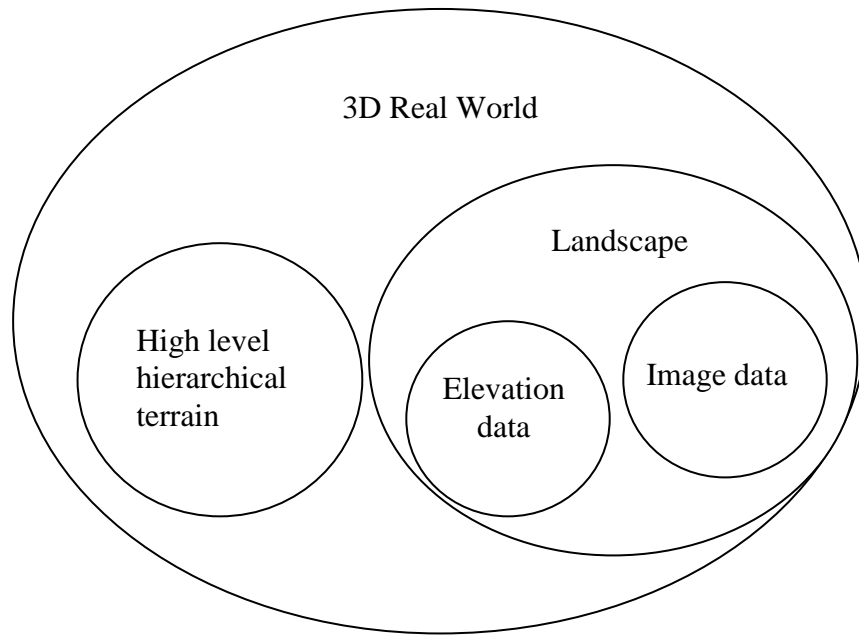 3D Real World
Landscape
High level
hierarchical
terrain
Elevation
data
Image data